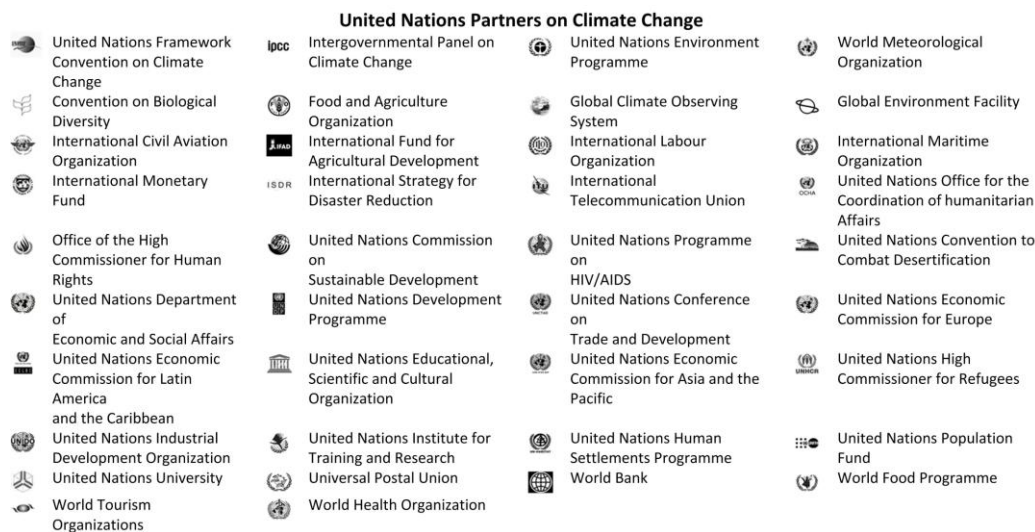 United Nations Partners on Climate Change
United Nations Framework
Convention on Climate
Change
ipcc
Intergovernmental Panel on
Climate Change
United Nations Environment
Programme
World Meteorological
Organization
Convention on Biological
Diversity
Food and Agriculture
Organization
Global Climate Observing
System
Global Environment Facility
International Civil Aviation
Organization
IFAD
International Fund for
Agricultural Development
International Labour
Organization
International Maritime
Organization
International Monetary
Fund
ISDR
International Strategy for
Disaster Reduction
International
Telecommunication Union
OCHA
United Nations Office for the
Coordination of humanitarian
Affairs
Office of the High
Commissioner for Human
Rights
United Nations Commission
on
Sustainable Development
United Nations Programme
on
HIV/AIDS
United Nations Convention to
Combat Desertification
United Nations Department
of
Economic and Social Affairs
United Nations Development
Programme
United Nations Conference
on
Trade and Development
United Nations Economic
Commission for Europe
United Nations Economic
Commission for Latin
America
and the Caribbean
United Nations Educational,
Scientific and Cultural
Organization
United Nations Economic
Commission for Asia and the
Pacific
UNHCR
United Nations High
Commissioner for Refugees
United Nations Industrial
Development Organization
United Nations Institute for
Training and Research
United Nations Human
Settlements Programme
United Nations Population
Fund
United Nations University
Universal Postal Union
World Bank
World Food Programme
World Tourism
Organizations
World Health Organization